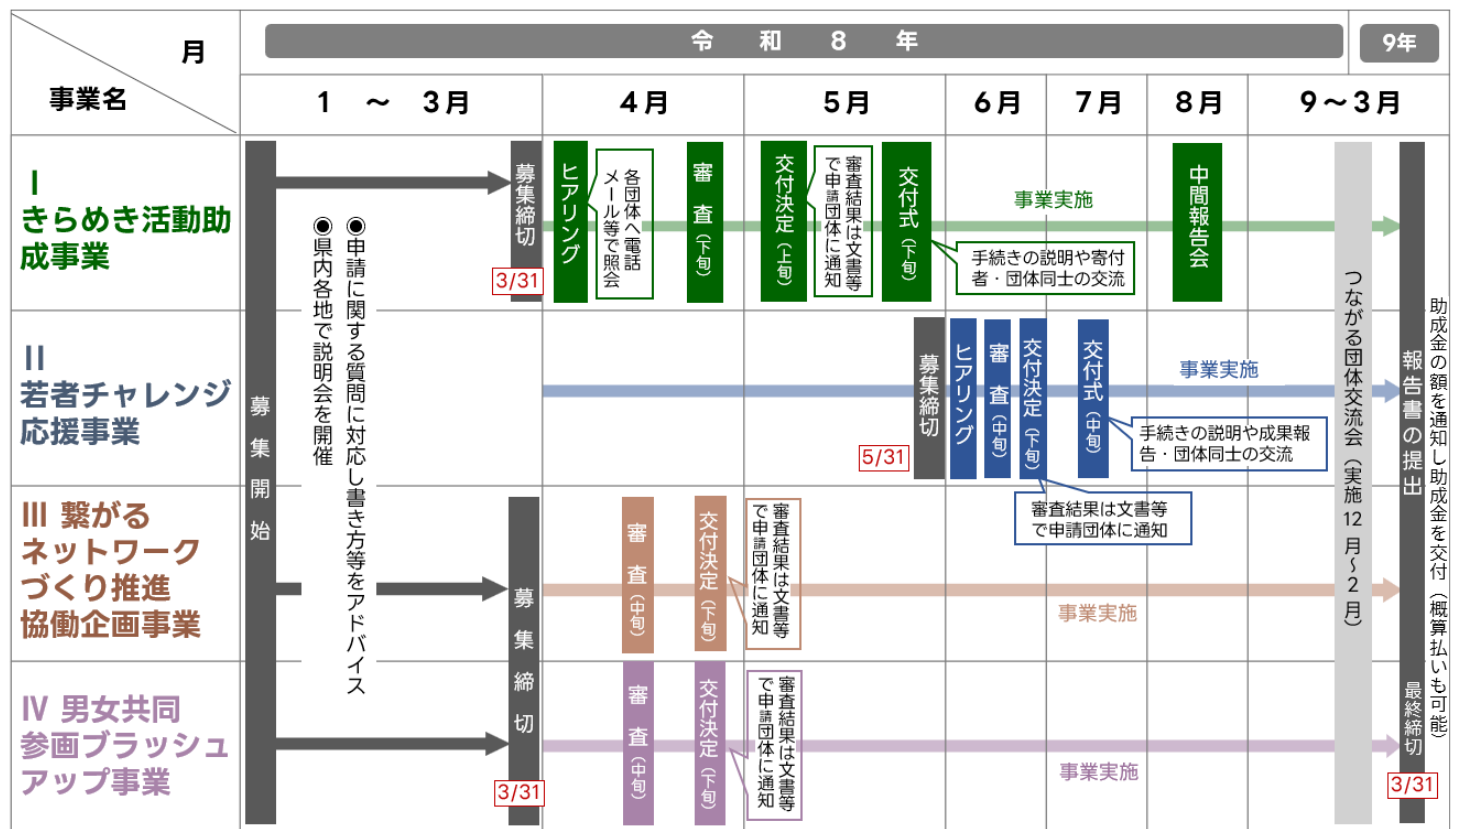 月
事業名
令和8年
9年
1 ～ 3月
4月
5月
6月
7月
8月
9～3月
Ⅰ
きらめき活動助
成事業
Ⅱ
若者チャレンジ
応援事業
Ⅲ 繋がる
ネットワーク
づくり推進
協働企画事業
Ⅳ 男女共同
参画ブラッシュ
アップ事業
募集開始
◉申請に関する質問に対応し書き方等をアドバイス
◉県内各地で説明会を開催
募集締切
3/31
ヒアリング
各団体へ電話
メール等で照会
審査（下旬）
交付決定（上旬）
審査結果は文書等
で申請団体に通知
交付式（下旬）
事業実施
手続きの説明や寄付
者・団体同士の交流
中間報告会
募集締切
5/31
ヒアリング
審査（中旬）
交付決定（下旬）
交付式（中旬）
事業実施
手続きの説明や成果報
告・団体同士の交流
審査結果は文書等
で申請団体に通知
募集締切
3/31
審査（中旬）
交付決定（下旬）
審査結果は文書等
で申請団体に通知
事業実施
審査（中旬）
交付決定（下旬）
審査結果は文書等
で申請団体に通知
事業実施
つながる団体交流会（実施12月～2月）
報告書の提出
最終締切
3/31
助成金の額を通知し助成金を交付（概算払いも可能）